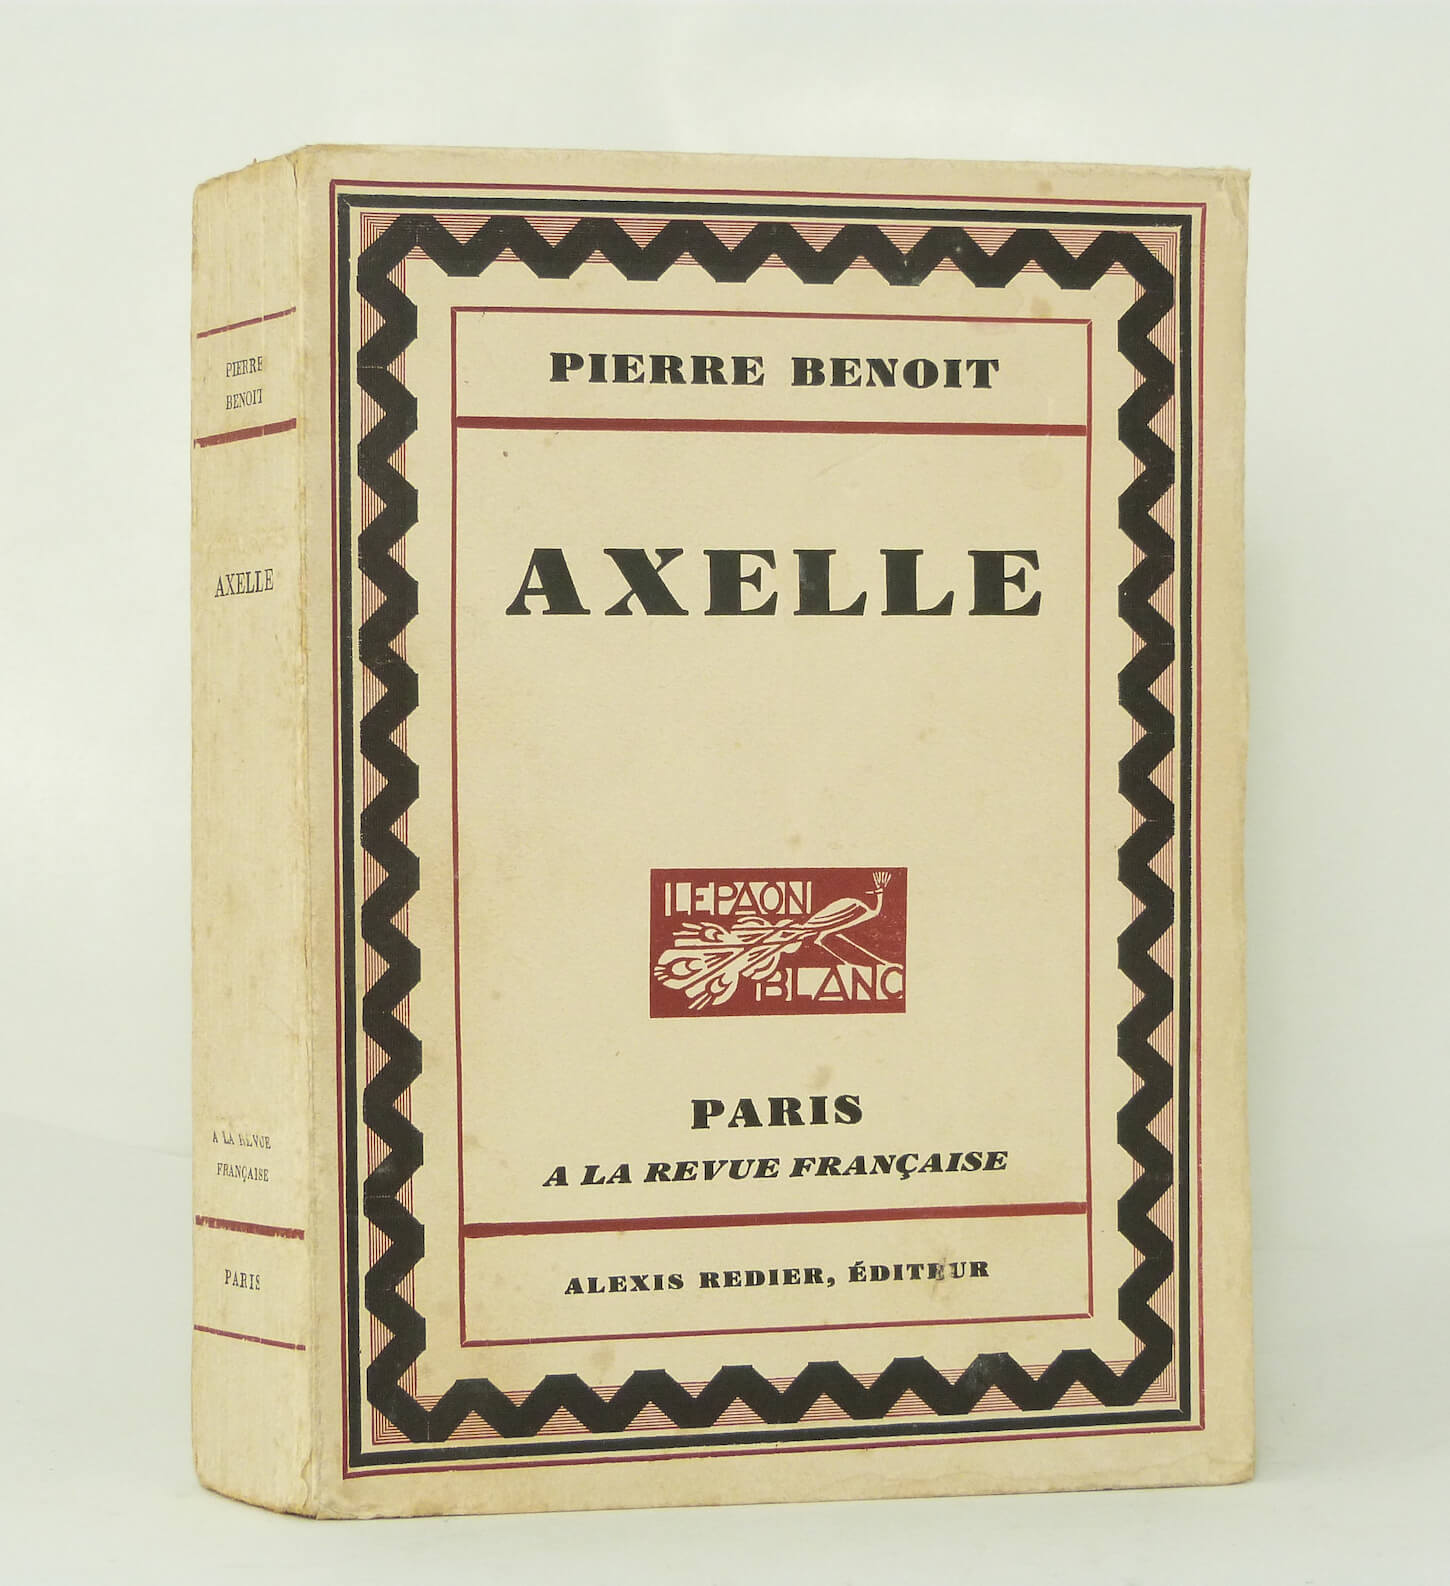 PIERRE
BENOIT
AXELLE
A LA REVUE
FRANÇAISE
PARIS
PIERRE BENOIT
AXELLE
LE PAON
BLANC
PARIS
A LA REVUE FRANÇAISE
ALEXIS REDIER, ÉDITEUR